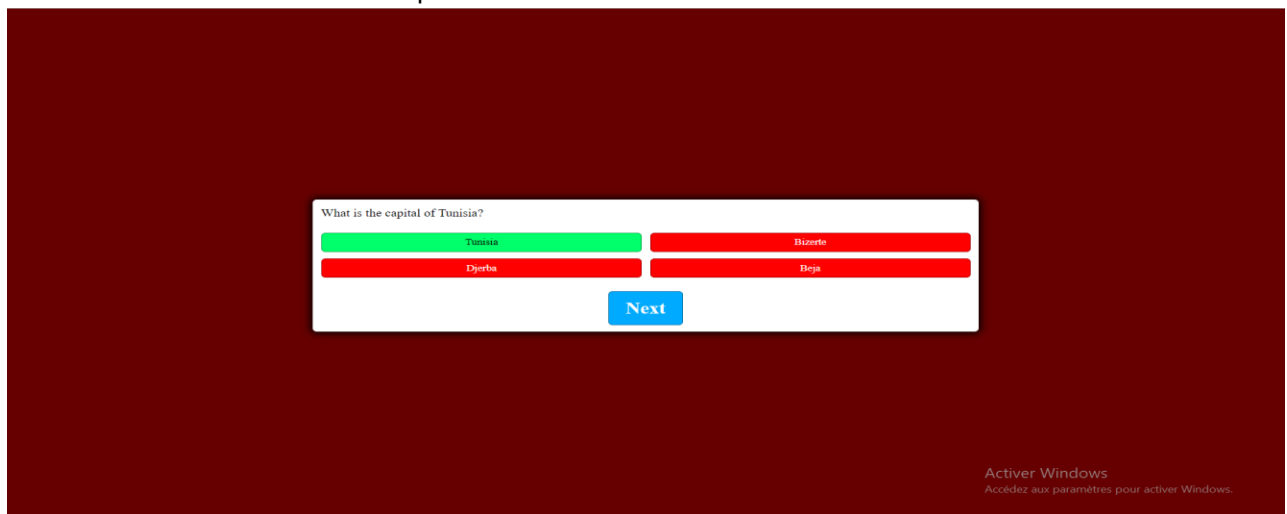 What is the capital of Tunisia?
Tunisia Bizerte
Djerba Beja
Next
Activer Windows
Accédez aux paramètres pour activer Windows.